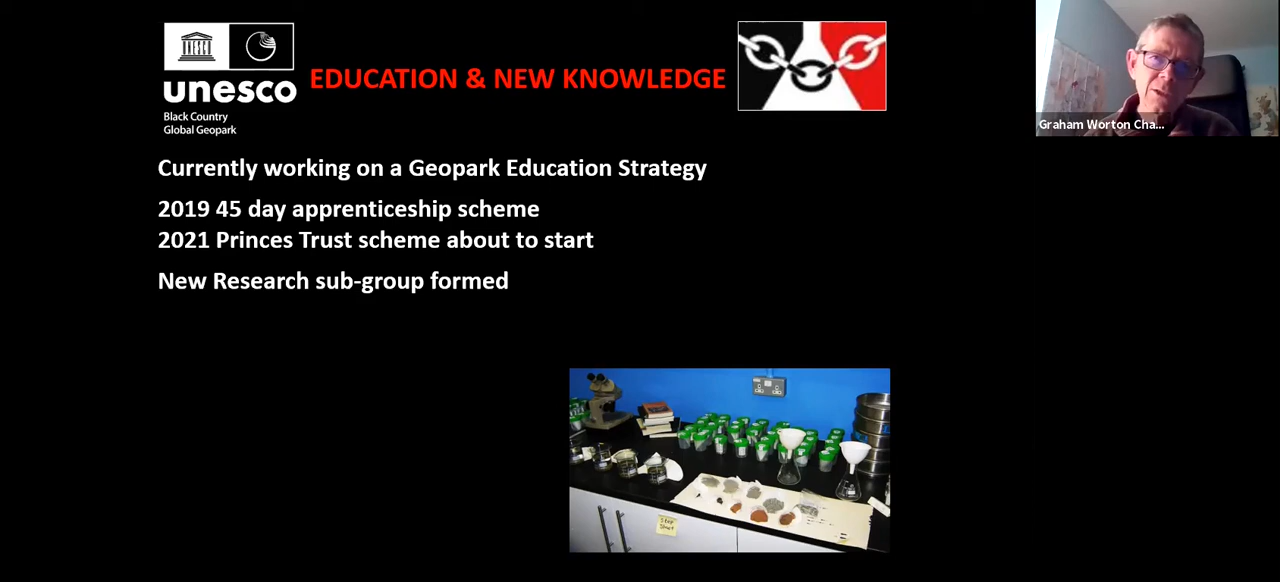 UNESCO
unesco
Black Country
Global Geopark
EDUCATION & NEW KNOWLEDGE
Graham Worton Cha...
Currently working on a Geopark Education Strategy
2019 45 day apprenticeship scheme
2021 Princes Trust scheme about to start
New Research sub-group formed